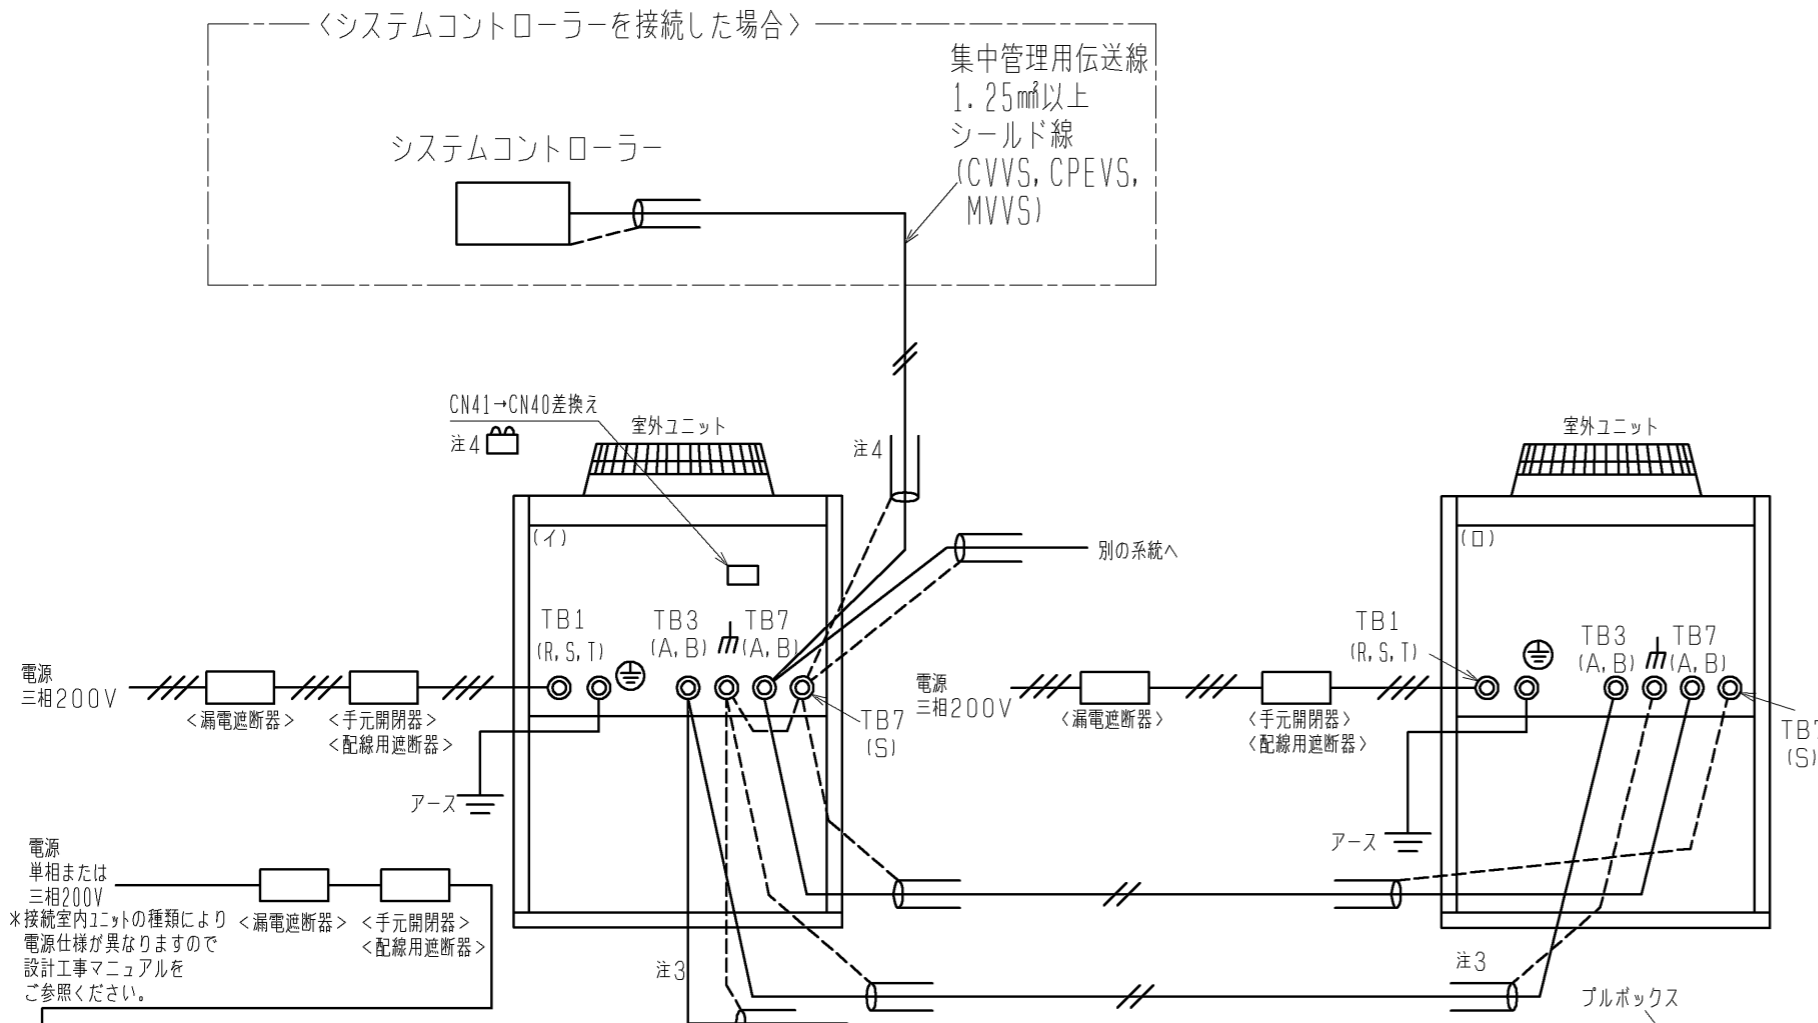 〈システムコントローラーを接続した場合〉
集中管理用伝送線
1.25㎟以上
シールド線
(CVVS, CPEVS,
MVVS)
システムコントローラー
CN41→CN40差換え
注4
室外ユニット
注4
(イ)
別の系統へ
TB1
(R, S, T)
TB3
(A, B)
TB7
(A, B)
TB7
(S)
電源
三相200V
<漏電遮断器>
<手元開閉器>
<配線用遮断器>
アース
室外ユニット
(ロ)
TB1
(R, S, T)
TB3
(A, B)
TB7
(A, B)
TB7
(S)
電源
三相200V
<漏電遮断器>
<手元開閉器>
<配線用遮断器>
アース
電源
単相または
三相200V
*接続室内ユニットの種類により
電源仕様が異なりますので
設計工事マニュアルを
ご参照ください。
<漏電遮断器>
<手元開閉器>
<配線用遮断器>
注3
注3
プルボックス